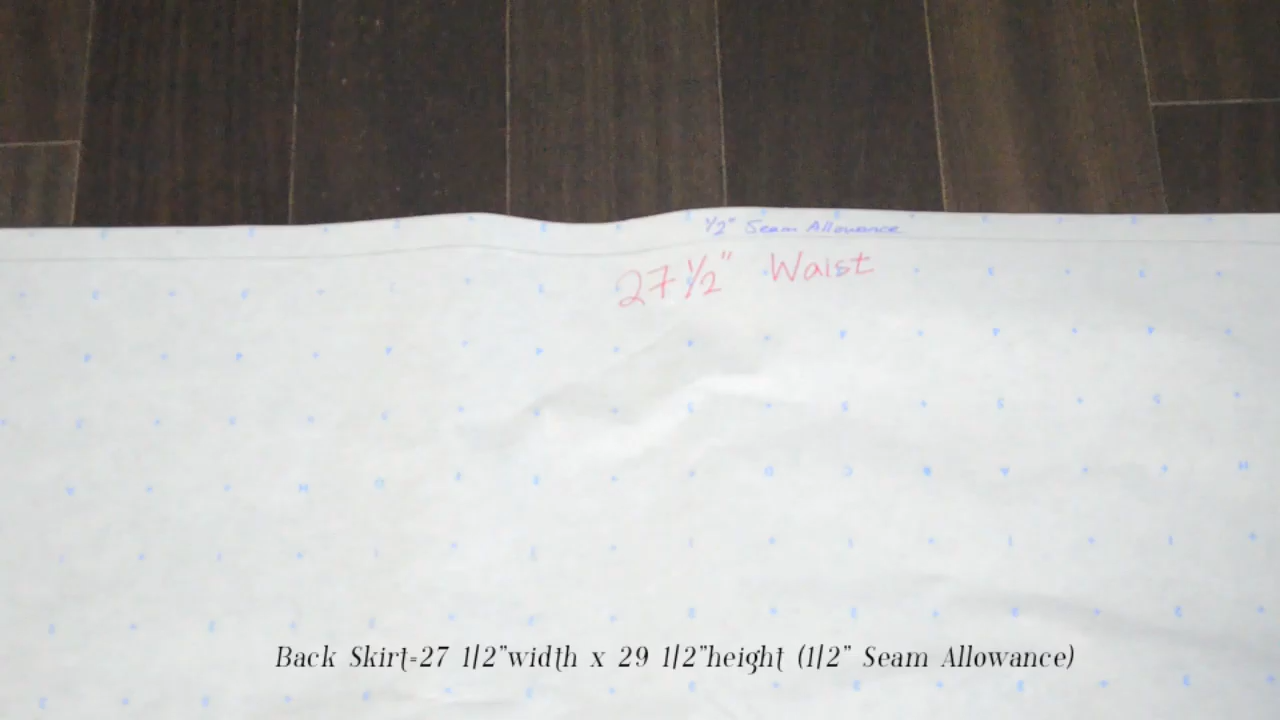 1/2" Seam Allowance
27 1/2" Waist
Back Skirt=27 1/2"width x 29 1/2"height (1/2" Seam Allowance)